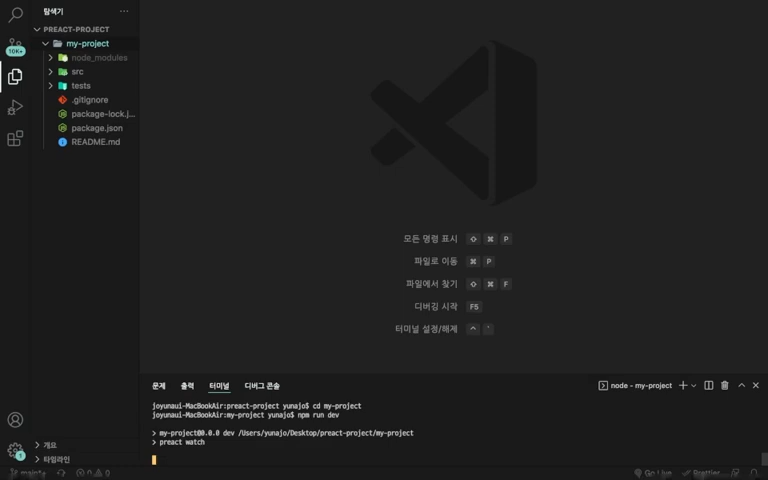 탐색기 ···
PREACT-PROJECT
my-project
10K+
node_modules
src
tests
.gitignore
package-lock.j...
package.json
README.md
모든 명령 표시 ⇧ ⌘ P
파일로 이동 ⌘ P
파일에서 찾기 ⇧ ⌘ F
디버깅 시작 F5
터미널 설정/해제 ^ `
문제 출력 터미널 디버그 콘솔
node - my-project
joyunaui-MacBookAir:preact-project yunajo$ cd my-project
joyunaui-MacBookAir:my-project yunajo$ npm run dev
> my-project@0.0.0 dev /Users/yunajo/Desktop/preact-project/my-project
> preact watch
개요
1
타임라인
main+ 0 0 Go Live Prettier